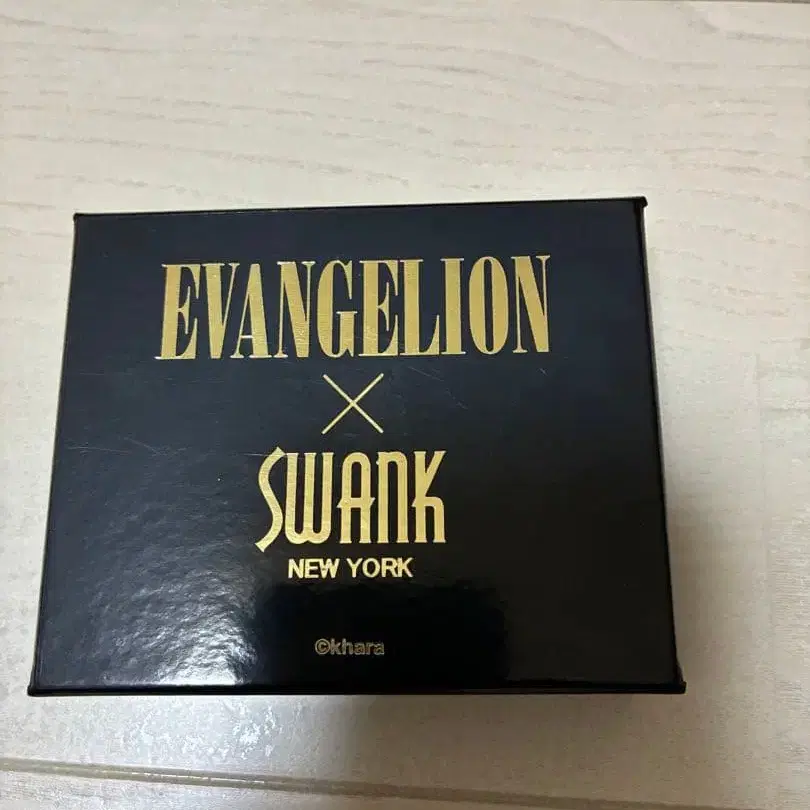 EVANGELION
×
SWANK
NEW YORK
©khara